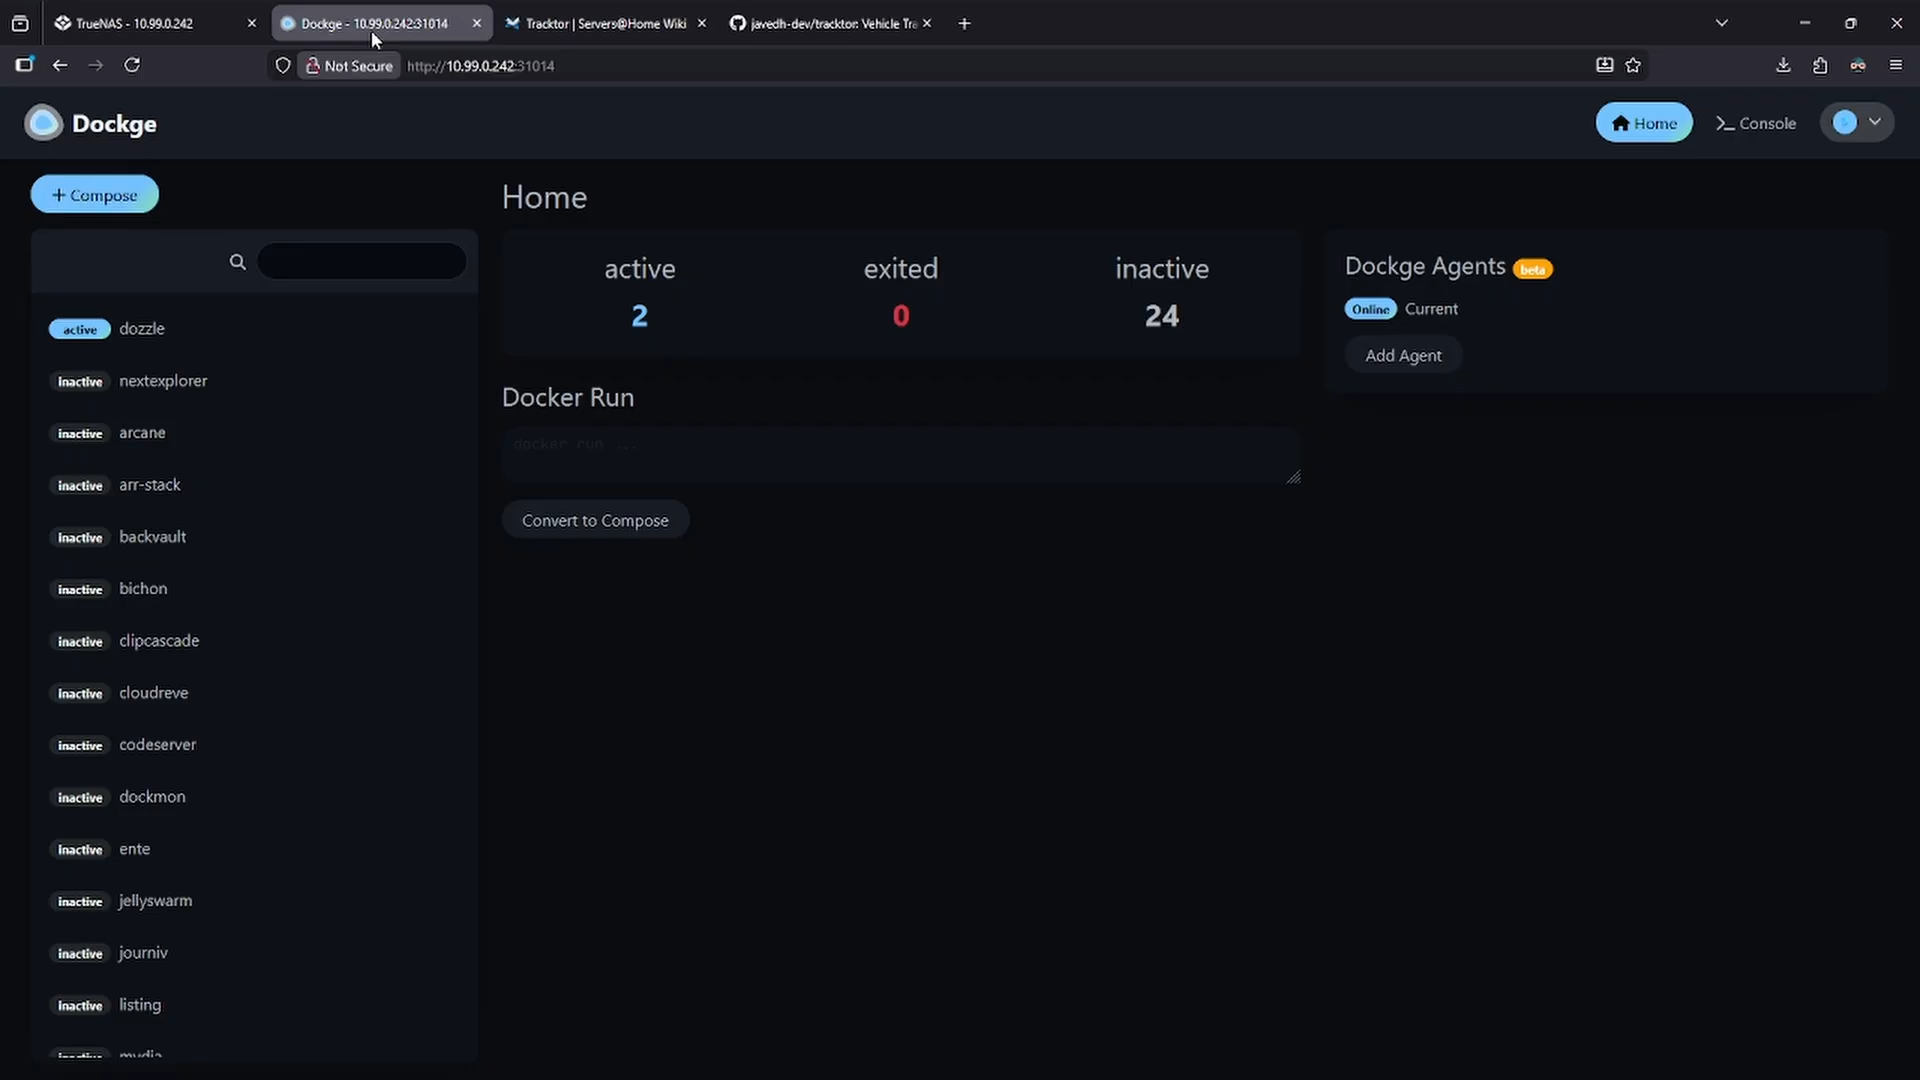 TrueNAS - 10.99.0.242
Dockge - 10.99.0.242:31014
Tracktor | Servers@Home Wiki
javedh-dev/tracktor: Vehicle Tra
Not Secure
http://10.99.0.242:31014
Dockge
Home
Console
+ Compose
Home
active
exited
inactive
2
0
24
Dockge Agents beta
Online Current
Add Agent
Docker Run
docker run ...
Convert to Compose
active dozzle
inactive nextexplorer
inactive arcane
inactive arr-stack
inactive backvault
inactive bichon
inactive clipcascade
inactive cloudreve
inactive codeserver
inactive dockmon
inactive ente
inactive jellyswarm
inactive journiv
inactive listing
inactive